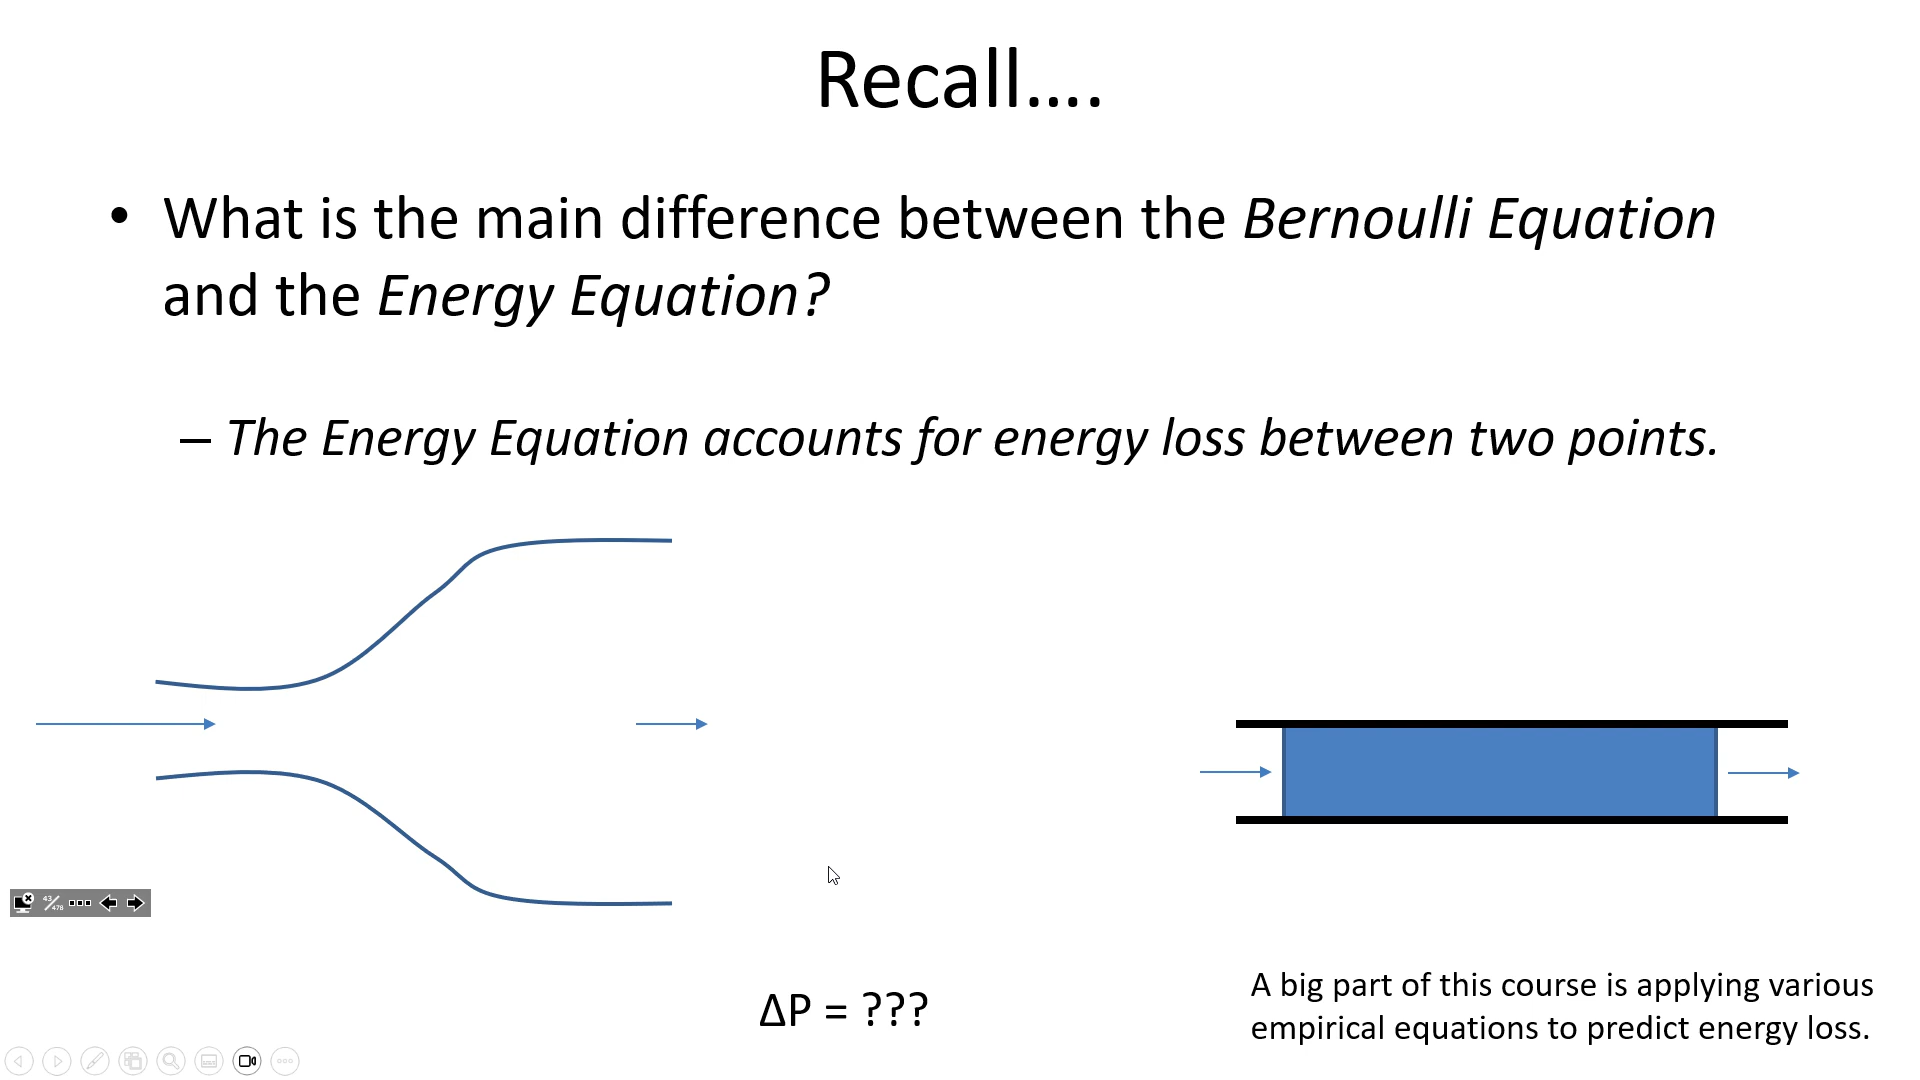 Recall....
• What is the main difference between the Bernoulli Equation
and the Energy Equation?
– The Energy Equation accounts for energy loss between two points.
43/478
ΔP = ???
A big part of this course is applying various
empirical equations to predict energy loss.